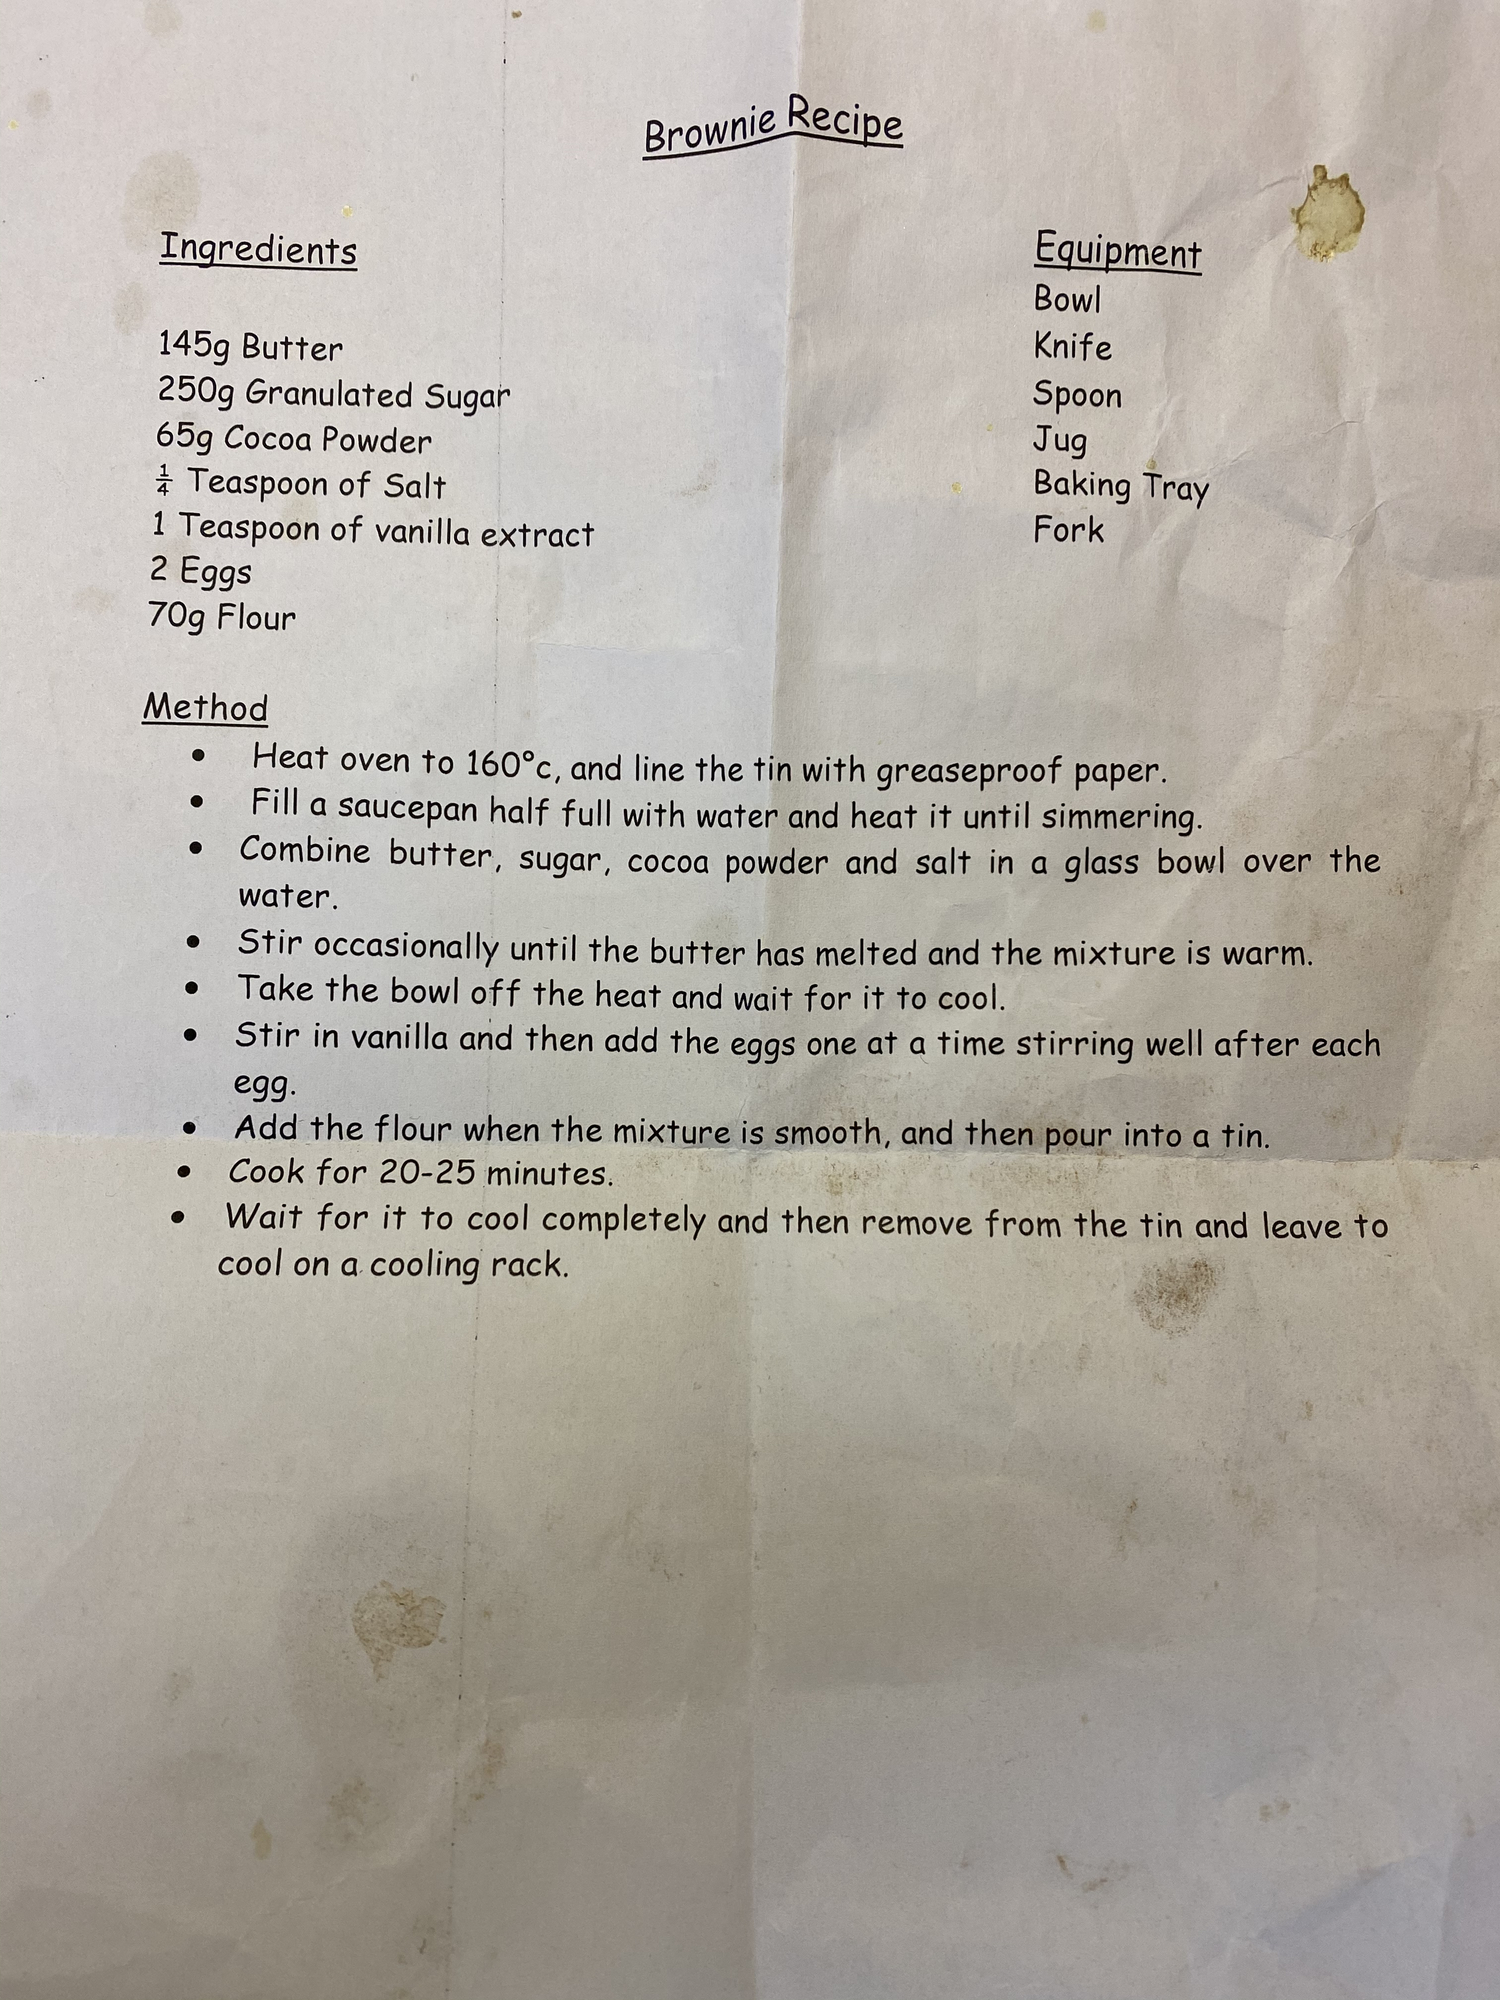 Brownie Recipe
Ingredients
145g Butter
250g Granulated Sugar
65g Cocoa Powder
¼ Teaspoon of Salt
1 Teaspoon of vanilla extract
2 Eggs
70g Flour
Equipment
Bowl
Knife
Spoon
Jug
Baking Tray
Fork
Method
• Heat oven to 160°c, and line the tin with greaseproof paper.
• Fill a saucepan half full with water and heat it until simmering.
• Combine butter, sugar, cocoa powder and salt in a glass bowl over the
water.
• Stir occasionally until the butter has melted and the mixture is warm.
• Take the bowl off the heat and wait for it to cool.
• Stir in vanilla and then add the eggs one at a time stirring well after each
egg.
• Add the flour when the mixture is smooth, and then pour into a tin.
• Cook for 20-25 minutes.
• Wait for it to cool completely and then remove from the tin and leave to
cool on a cooling rack.